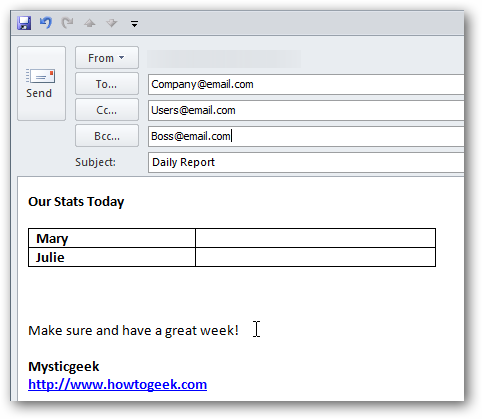 From
Send
To... Company@email.com
Cc... Users@email.com
Bcc... Boss@email.com
Subject: Daily Report
Our Stats Today
Mary
Julie
Make sure and have a great week!
Mysticgeek
http://www.howtogeek.com